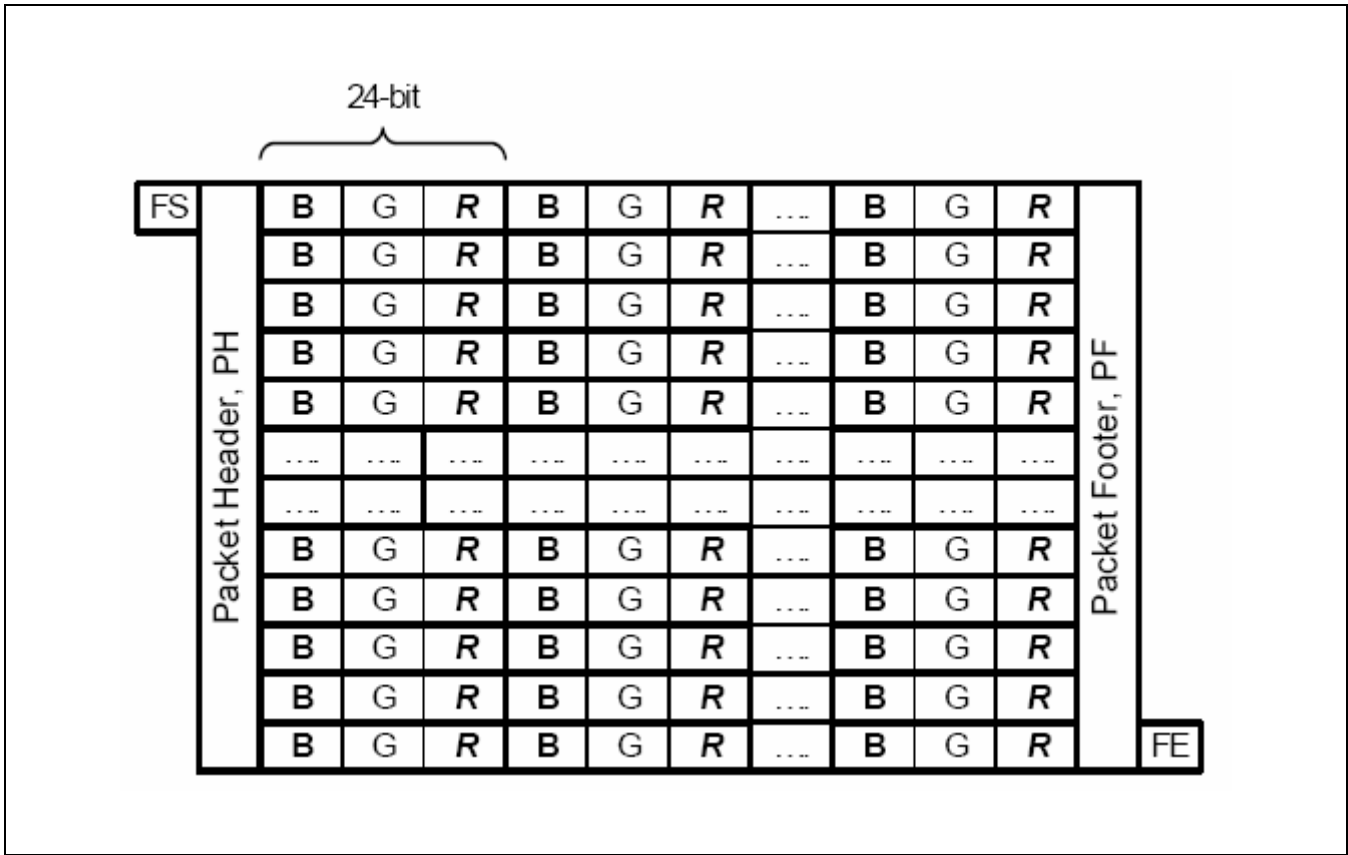 24-bit
FS B G R B G R .... B G R
B G R B G R .... B G R
B G R B G R .... B G R
B G R B G R .... B G R
B G R B G R .... B G R
.... .... .... .... .... .... .... .... .... ....
.... .... .... .... .... .... .... .... .... ....
B G R B G R .... B G R
B G R B G R .... B G R
B G R B G R .... B G R
B G R B G R .... B G R
B G R B G R .... B G R FE
Packet Header, PH
Packet Footer, PF